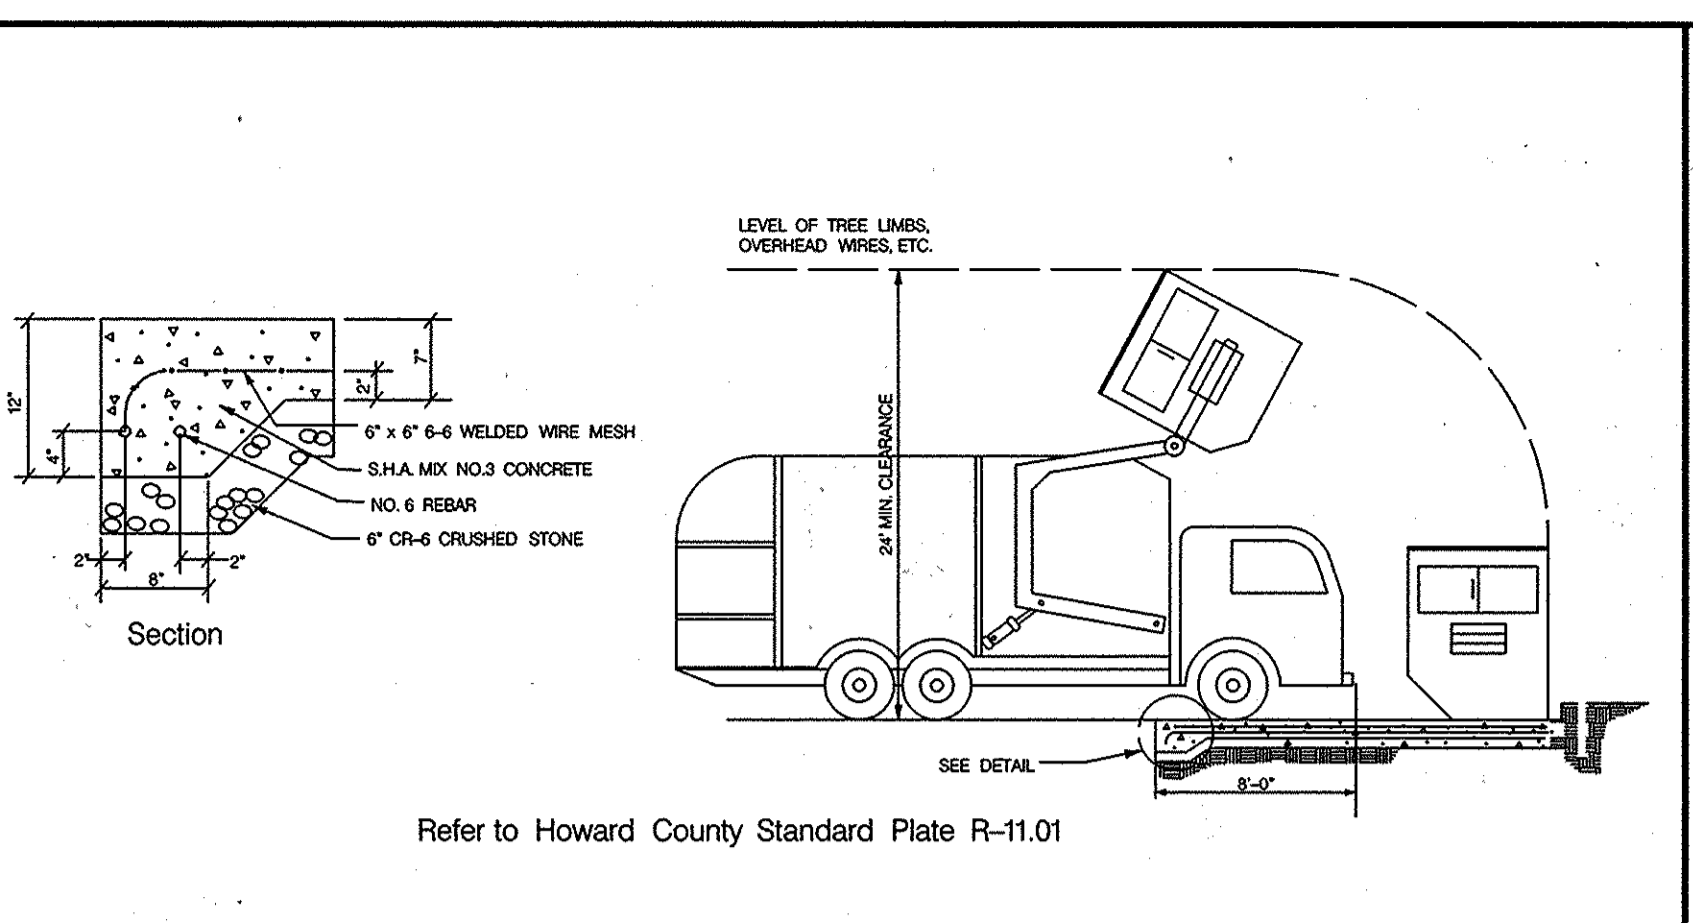 LEVEL OF TREE LIMBS,
OVERHEAD WIRES, ETC.
24' MIN. CLEARANCE
12"
4"
7"
2"
6" x 6" 6-6 WELDED WIRE MESH
S.H.A. MIX NO.3 CONCRETE
NO. 6 REBAR
6" CR-6 CRUSHED STONE
2"
2"
8"
Section
SEE DETAIL
8'-0"
Refer to Howard County Standard Plate R-11.01